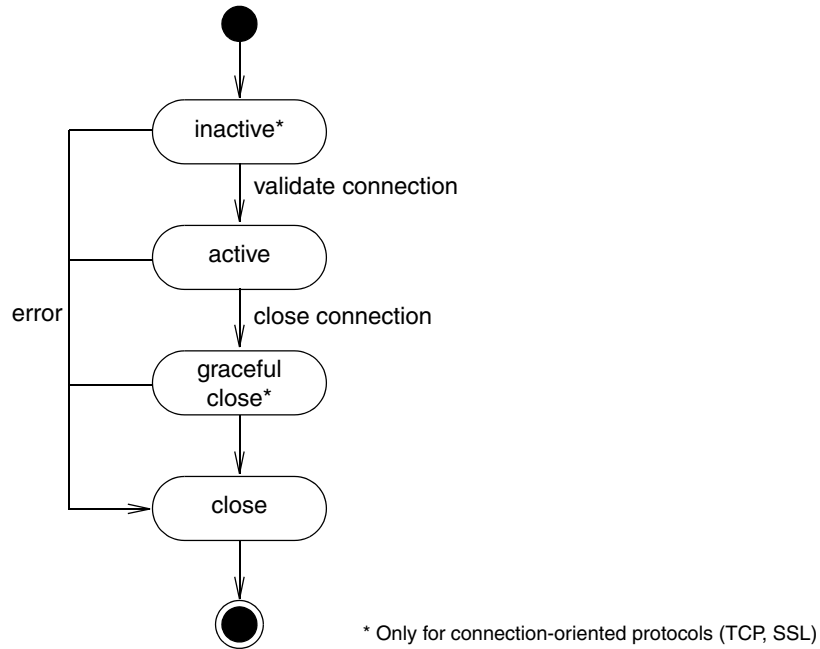 inactive*
validate connection
active
error
close connection
graceful
close*
close
* Only for connection-oriented protocols (TCP, SSL)